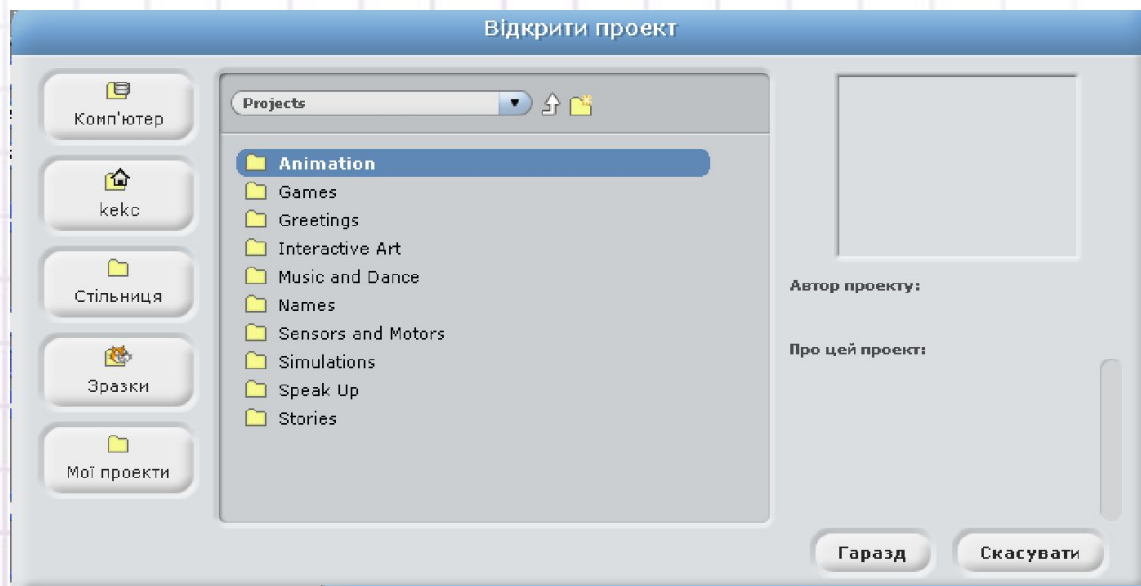 Відкрити проект
Комп'ютер
kekc
Стільниця
Зразки
Мої проекти
Projects
Animation
Games
Greetings
Interactive Art
Music and Dance
Names
Sensors and Motors
Simulations
Speak Up
Stories
Автор проекту:
Про цей проект:
Гаразд
Скасувати